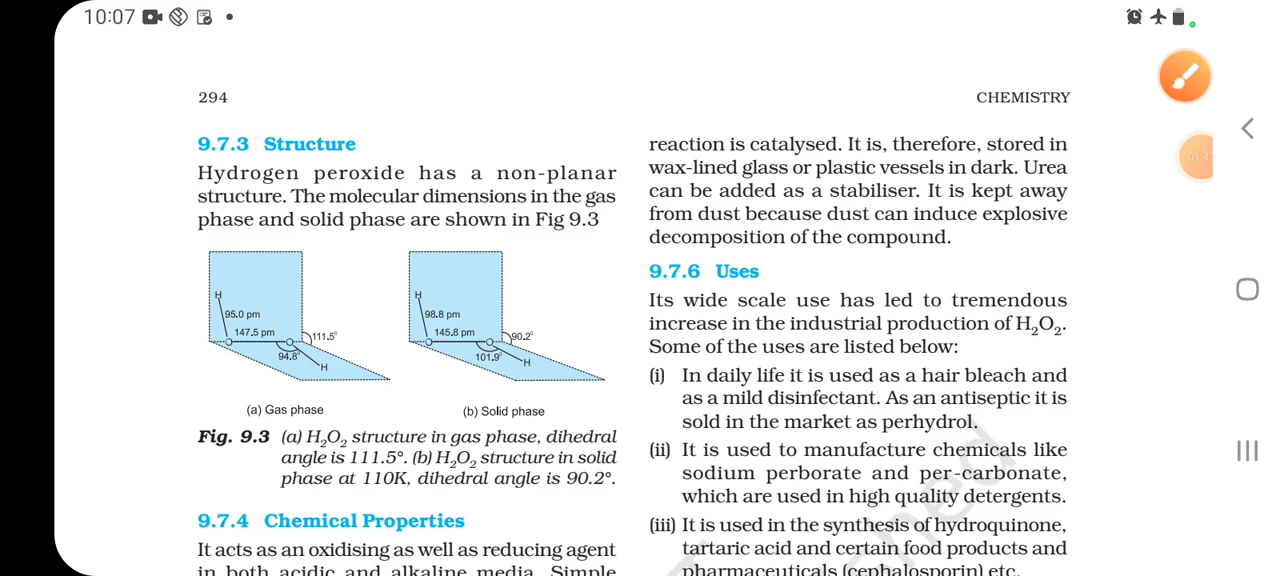 10:07
294
CHEMISTRY
9.7.3 Structure
Hydrogen peroxide has a non-planar
structure. The molecular dimensions in the gas
phase and solid phase are shown in Fig 9.3
H
95.0 pm
147.5 pm
111.5°
94.8°
H
(a) Gas phase
H
98.8 pm
145.8 pm
90.2°
101.9°
H
(b) Solid phase
Fig. 9.3 (a) H₂O₂ structure in gas phase, dihedral
angle is 111.5°. (b) H₂O₂ structure in solid
phase at 110K, dihedral angle is 90.2°.
9.7.4 Chemical Properties
It acts as an oxidising as well as reducing agent
in both acidic and alkaline media. Simple
reaction is catalysed. It is, therefore, stored in
wax-lined glass or plastic vessels in dark. Urea
can be added as a stabiliser. It is kept away
from dust because dust can induce explosive
decomposition of the compound.
9.7.6 Uses
Its wide scale use has led to tremendous
increase in the industrial production of H₂O₂.
Some of the uses are listed below:
(i) In daily life it is used as a hair bleach and
as a mild disinfectant. As an antiseptic it is
sold in the market as perhydrol.
(ii) It is used to manufacture chemicals like
sodium perborate and per-carbonate,
which are used in high quality detergents.
(iii) It is used in the synthesis of hydroquinone,
tartaric acid and certain food products and
pharmaceuticals (cephalosporin) etc.